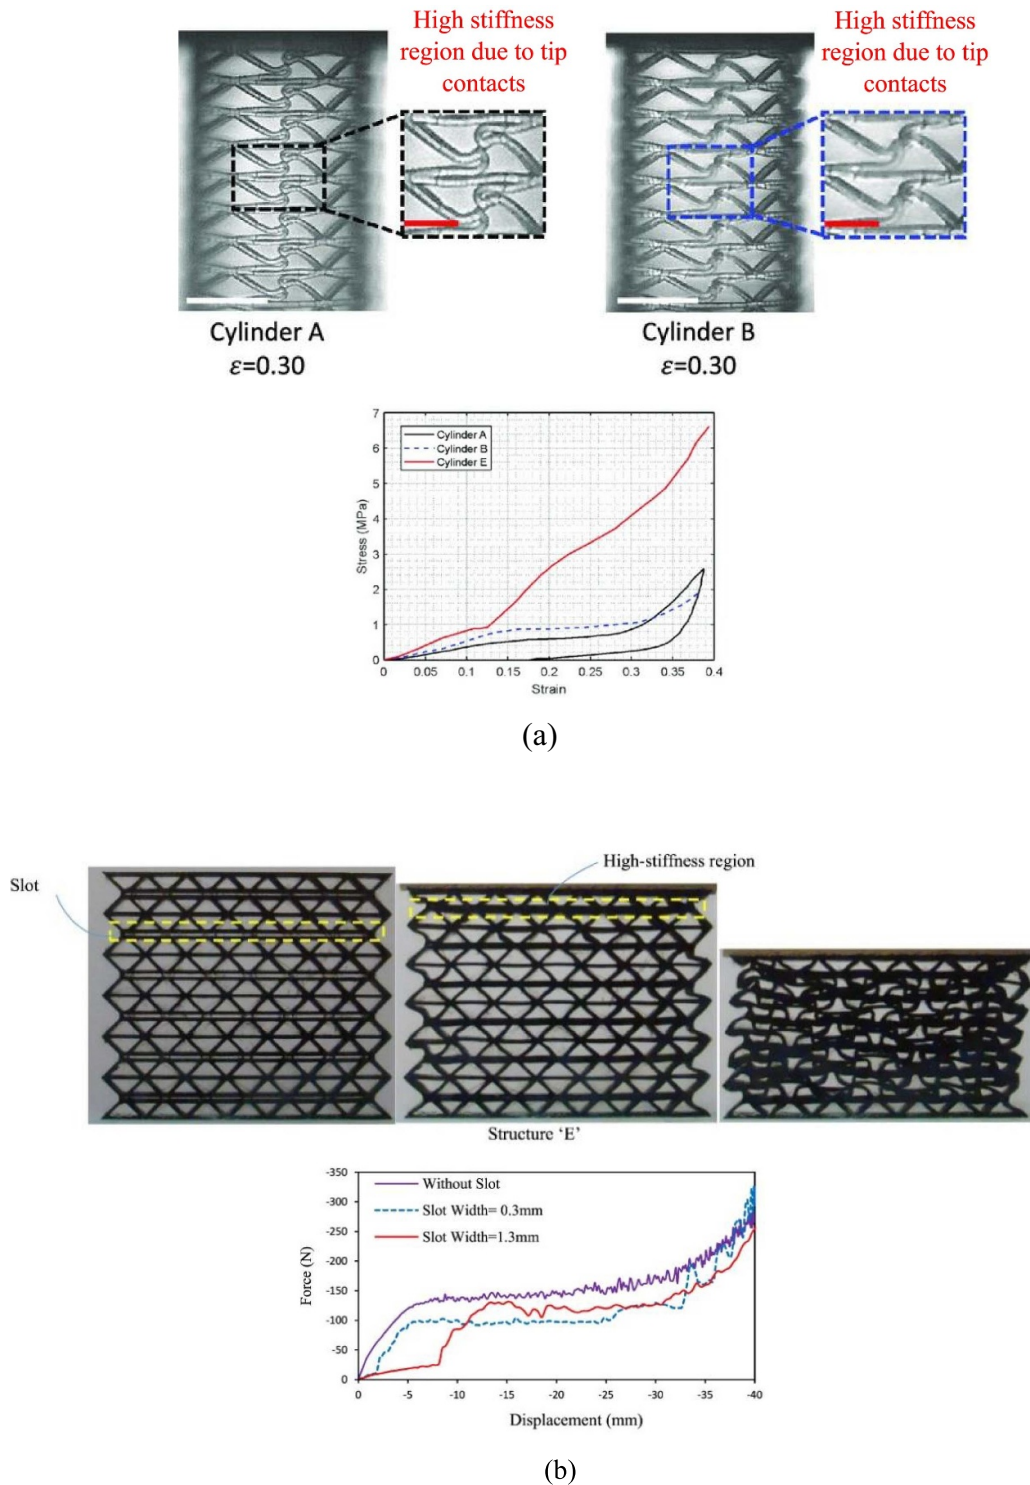 High stiffness
region due to tip
contacts
High stiffness
region due to tip
contacts
Cylinder A
ε=0.30
Cylinder B
ε=0.30
7
6
5
4
3
2
1
0
Stress (MPa)
Cylinder A
Cylinder B
Cylinder E
0 0.05 0.1 0.15 0.2 0.25 0.3 0.35 0.4
Strain
(a)
High-stiffness region
Slot
Structure ‘E’
-350
-300
-250
-200
-150
-100
-50
0
Force (N)
Without Slot
Slot Width= 0.3mm
Slot Width=1.3mm
0 -5 -10 -15 -20 -25 -30 -35 -40
Displacement (mm)
(b)